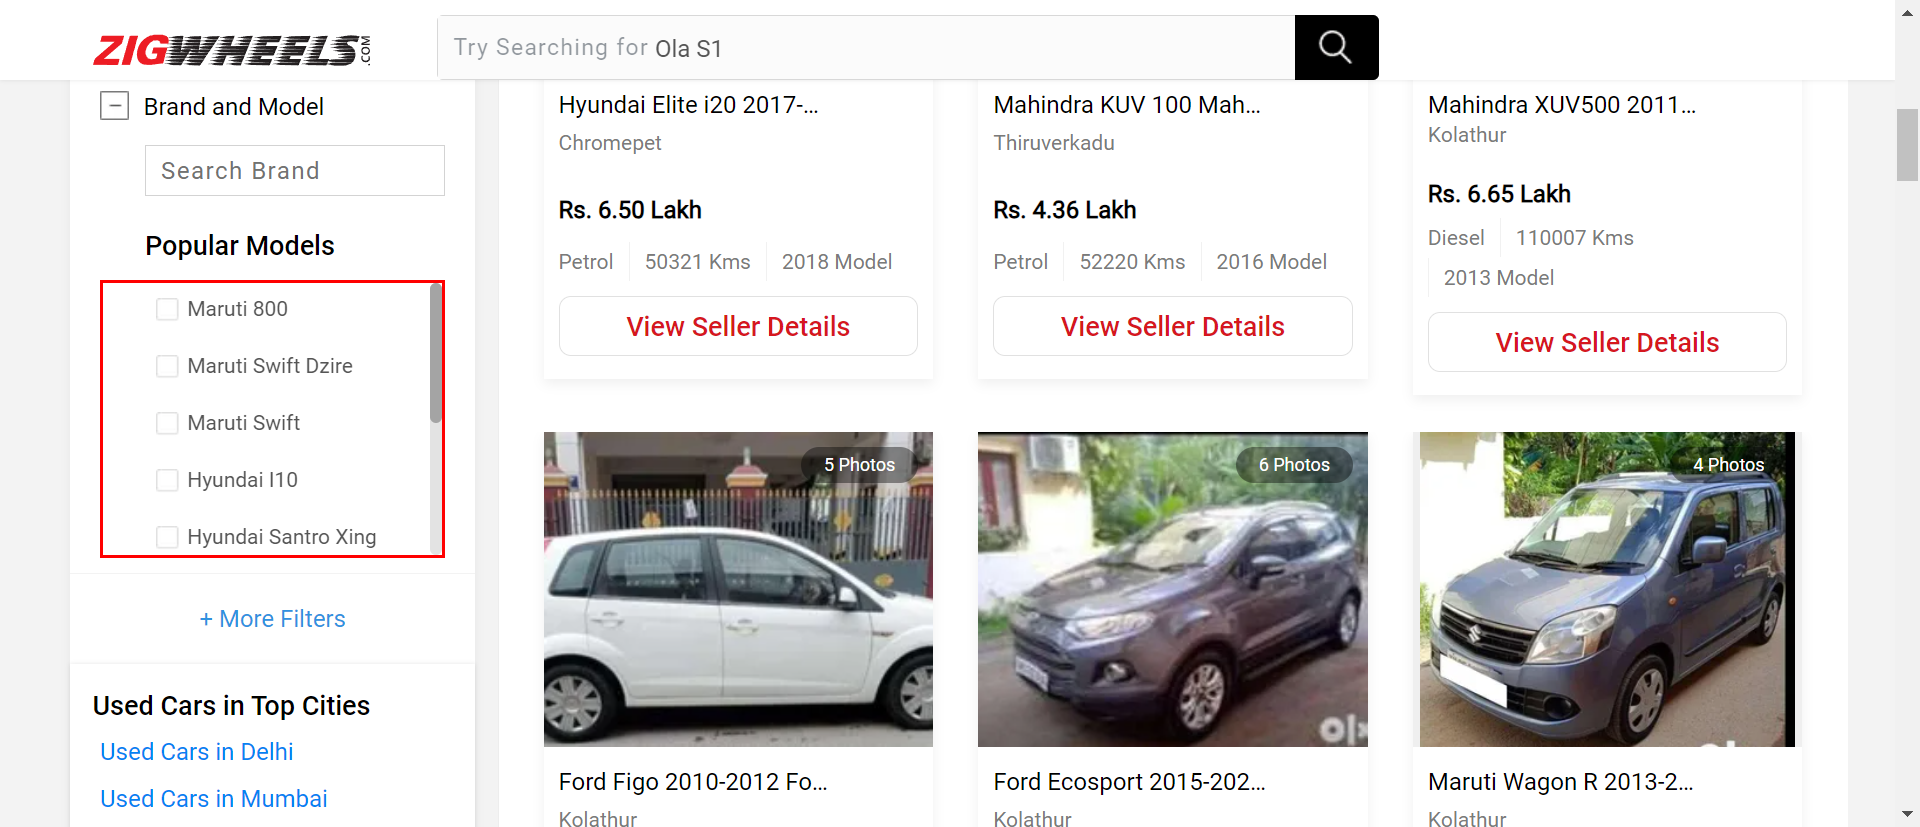 ZIGWHEELS.COM
Try Searching for Ola S1
Brand and Model
Search Brand
Popular Models
Maruti 800
Maruti Swift Dzire
Maruti Swift
Hyundai I10
Hyundai Santro Xing
+ More Filters
Used Cars in Top Cities
Used Cars in Delhi
Used Cars in Mumbai
Hyundai Elite i20 2017-...
Chromepet
Rs. 6.50 Lakh
Petrol 50321 Kms 2018 Model
View Seller Details
Mahindra KUV 100 Mah...
Thiruverkadu
Rs. 4.36 Lakh
Petrol 52220 Kms 2016 Model
View Seller Details
Mahindra XUV500 2011...
Kolathur
Rs. 6.65 Lakh
Diesel 110007 Kms
2013 Model
View Seller Details
5 Photos
Ford Figo 2010-2012 Fo...
Kolathur
6 Photos
olx
Ford Ecosport 2015-202...
Kolathur
4 Photos
Maruti Wagon R 2013-2...
Kolathur